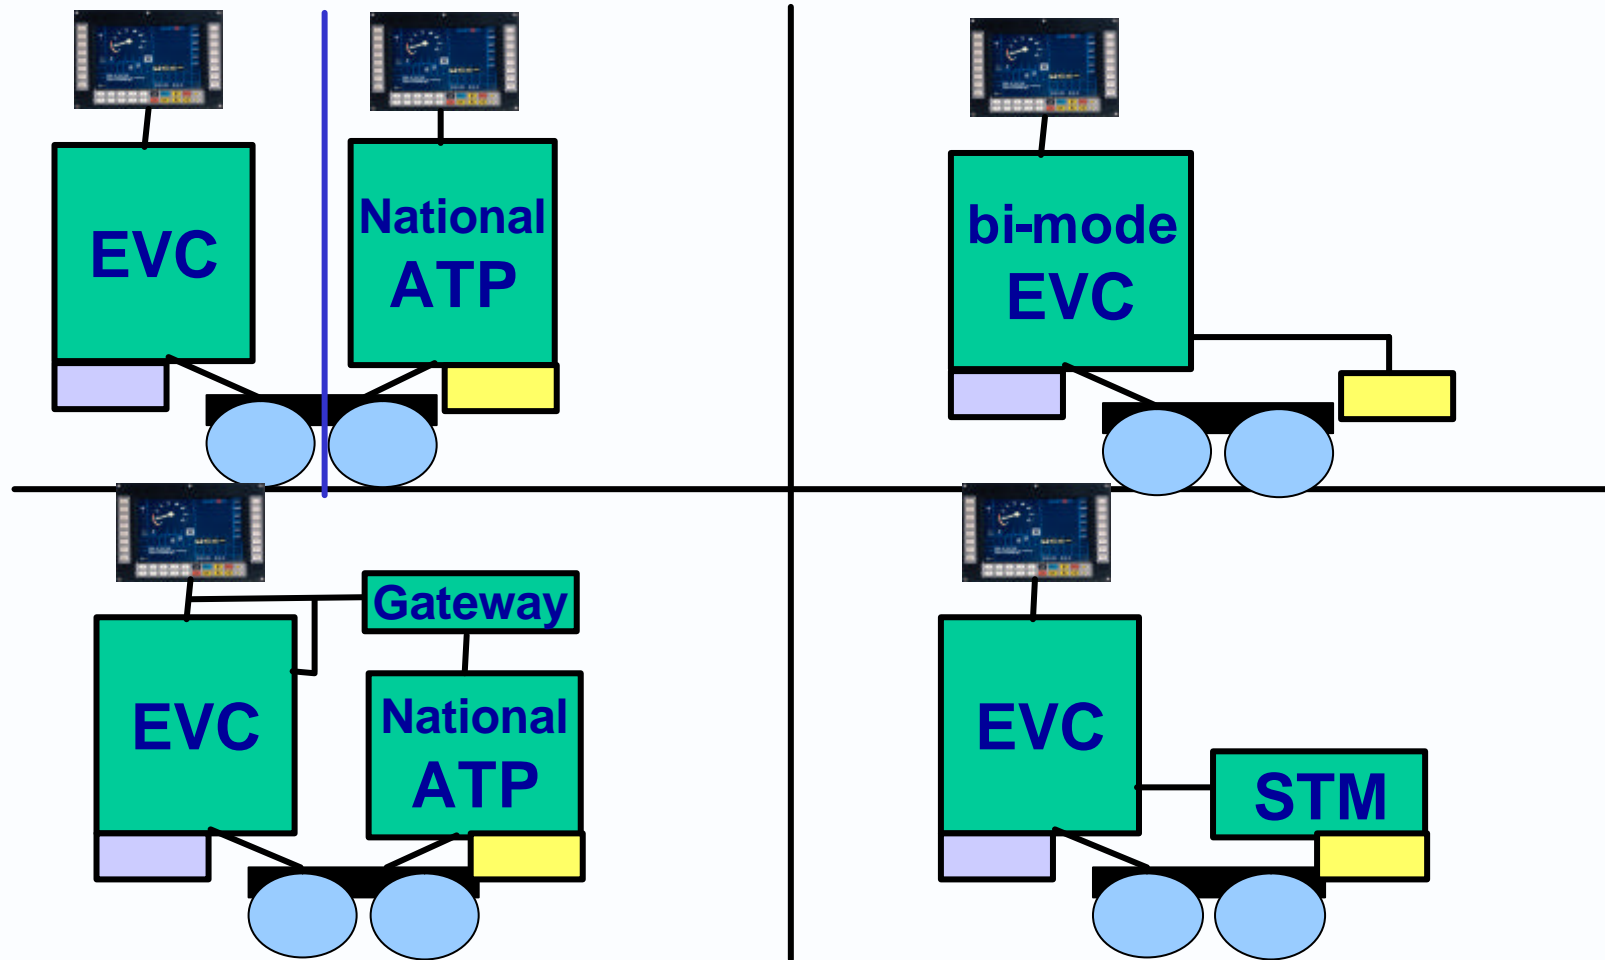 EVC
National
ATP
bi-mode
EVC
Gateway
EVC
National
ATP
EVC
STM